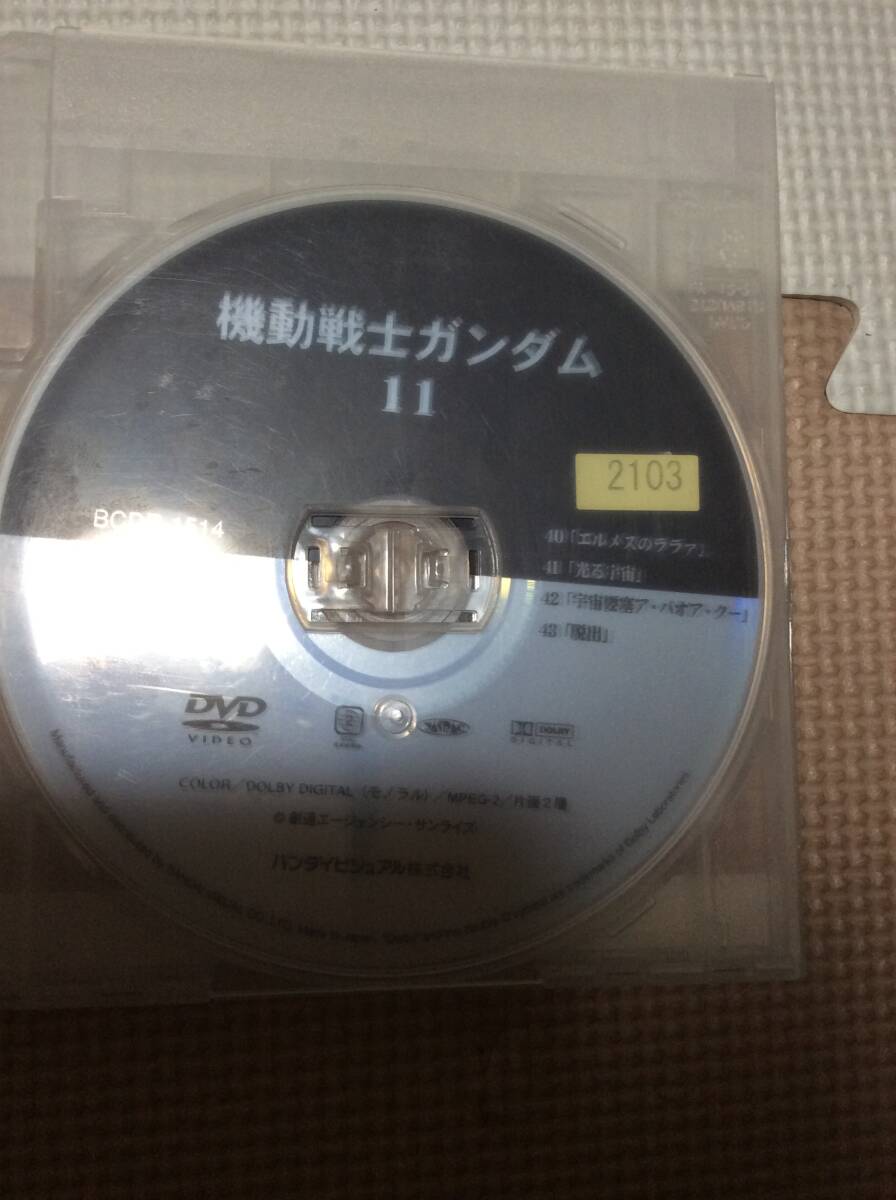 機動戦士ガンダム
11
2103
40「エルメスのララァ」
41「光る宇宙」
42「宇宙要塞ア・バオア・クー」
43「脱出」
DVD
VIDEO
2
DOLBY
DIGITAL
COLOR／DOLBY DIGITAL（モノラル）／MPEG-2／片面2層
© 創通エージェンシー・サンライズ
バンダイビジュアル株式会社